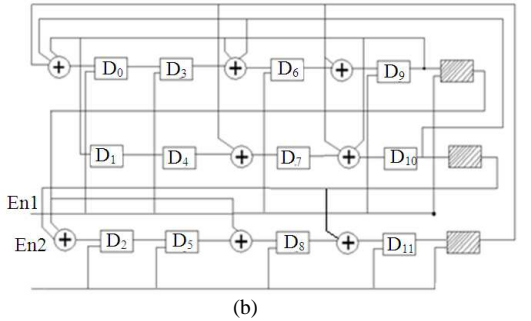 D0 D3 D6 D9
D1 D4 D7 D10
En1
En2 D2 D5 D8 D11
(b)